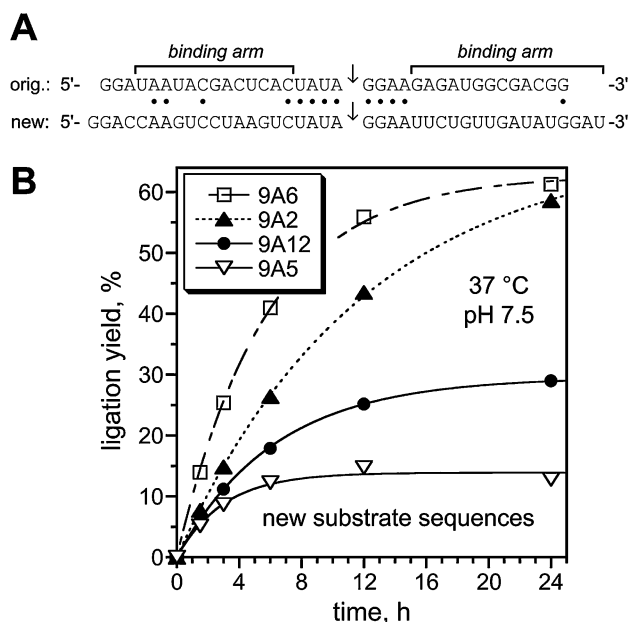 A
binding arm binding arm
orig.: 5'- GGAUAAUACGACUCACUAUA GGAAGAGAUGGCGACGG -3'
new: 5'- GGACCAAGUCCUAAGUCUAUA GGAAUUCUGUUGAUAUGGAU -3'
B
60
50
40
30
20
10
0
ligation yield, %
9A6
9A2
9A12
9A5
37 °C
pH 7.5
new substrate sequences
0 4 8 12 16 20 24
time, h